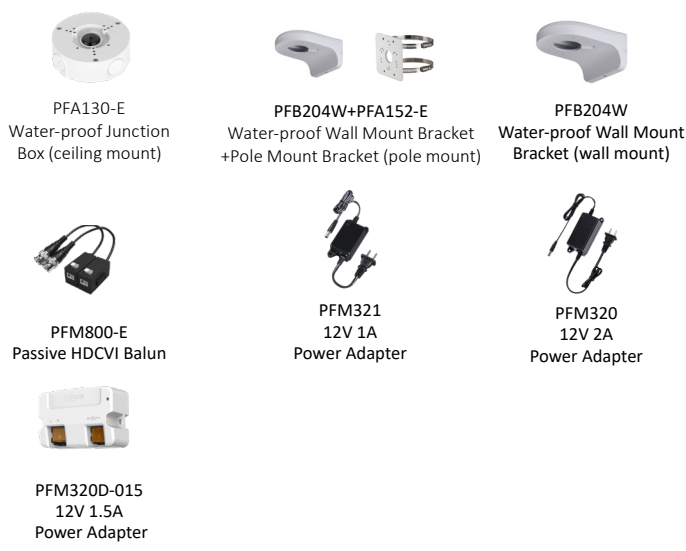 PFA130-E
Water-proof Junction
Box (ceiling mount)
PFB204W+PFA152-E
Water-proof Wall Mount Bracket
+Pole Mount Bracket (pole mount)
PFB204W
Water-proof Wall Mount
Bracket (wall mount)
PFM800-E
Passive HDCVI Balun
PFM321
12V 1A
Power Adapter
PFM320
12V 2A
Power Adapter
PFM320D-015
12V 1.5A
Power Adapter